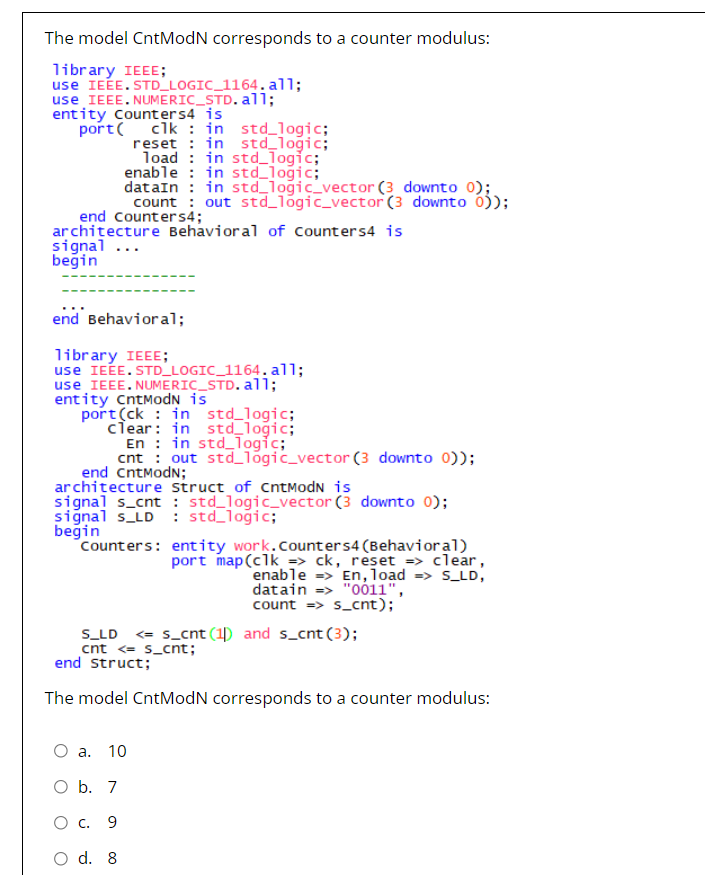 The model CntModN corresponds to a counter modulus:
library IEEE;
use IEEE.STD_LOGIC_1164.all;
use IEEE.NUMERIC_STD.all;
entity Counters4 is
port( clk : in std_logic;
reset : in std_logic;
load : in std_logic;
enable : in std_logic;
dataIn : in std_logic_vector(3 downto 0);
count : out std_logic_vector(3 downto 0));
end Counters4;
architecture Behavioral of Counters4 is
signal ...
begin
---------------
---------------
...
end Behavioral;
library IEEE;
use IEEE.STD_LOGIC_1164.all;
use IEEE.NUMERIC_STD.all;
entity CntModN is
port(ck : in std_logic;
Clear: in std_logic;
En : in std_logic;
cnt : out std_logic_vector(3 downto 0));
end CntModN;
architecture Struct of CntModN is
signal s_cnt : std_logic_vector(3 downto 0);
signal s_LD : std_logic;
begin
Counters: entity work.Counters4(Behavioral)
port map(clk => ck, reset => clear,
enable => En,load => S_LD,
datain => "0011",
count => s_cnt);
S_LD <= s_cnt(1) and s_cnt(3);
cnt <= s_cnt;
end Struct;
The model CntModN corresponds to a counter modulus:
a. 10
b. 7
c. 9
d. 8